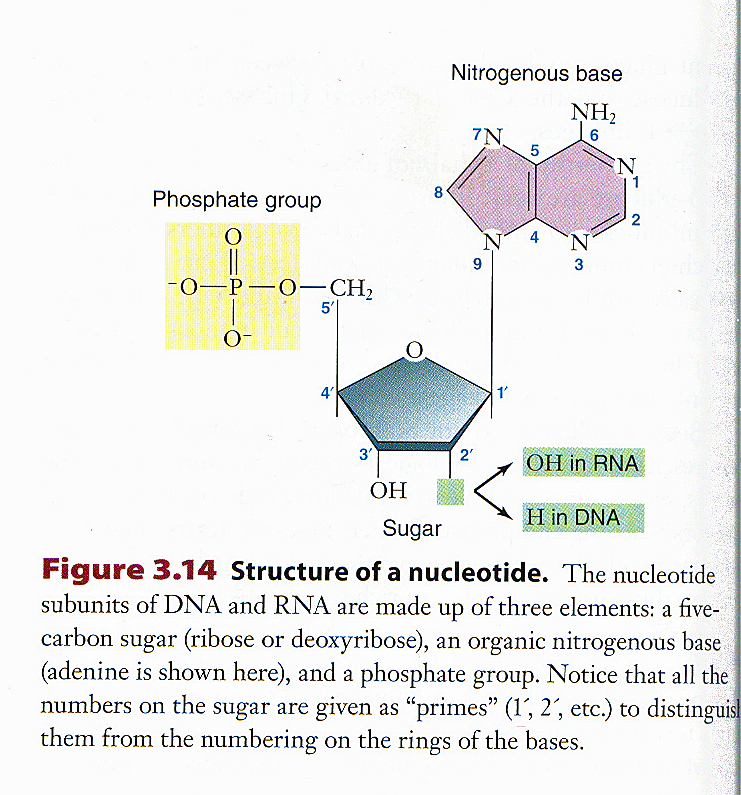 Nitrogenous base
NH₂
7 N
5
6
N
1
8
2
N
4
N
9
3
Phosphate group
O
⁻O—P—O—CH₂
5′
O⁻
O
4′
1′
3′
2′
OH
OH in RNA
H in DNA
Sugar
Figure 3.14 Structure of a nucleotide. The nucleotide
subunits of DNA and RNA are made up of three elements: a five-
carbon sugar (ribose or deoxyribose), an organic nitrogenous base
(adenine is shown here), and a phosphate group. Notice that all the
numbers on the sugar are given as “primes” (1′, 2′, etc.) to distinguish
them from the numbering on the rings of the bases.